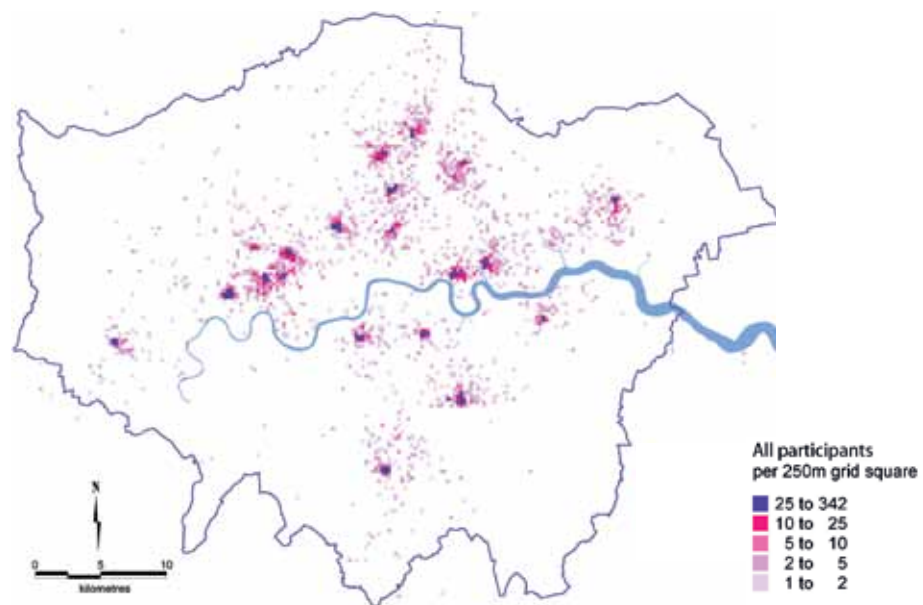 All participants
per 250m grid square
25 to 342
10 to 25
5 to 10
2 to 5
1 to 2
N
0 5 10
kilometres